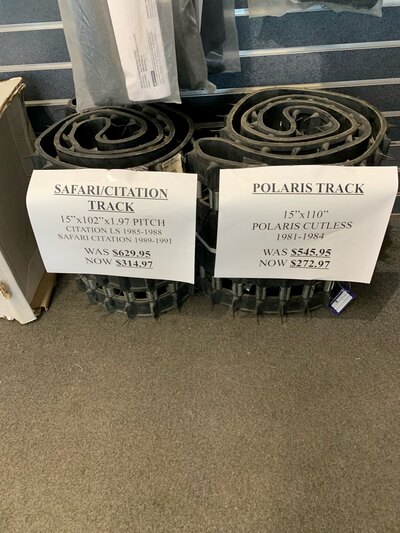 SAFARI/CITATION
TRACK
15"x102"x1.97 PITCH
CITATION LS 1985-1988
SAFARI CITATION 1989-1991
WAS $629.95
NOW $314.97
POLARIS TRACK
15"x110"
POLARIS CUTLESS
1981-1984
WAS $545.95
NOW $272.97